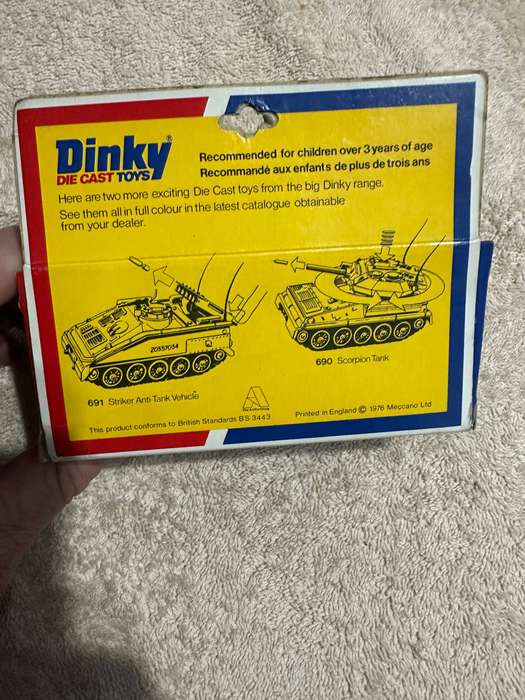 Dinky®
DIE CAST TOYS
Recommended for children over 3 years of age
Recommandé aux enfants de plus de trois ans
Here are two more exciting Die Cast toys from the big Dinky range.
See them all in full colour in the latest catalogue obtainable
from your dealer.
691 Striker Anti-Tank Vehicle
690 Scorpion Tank
This product conforms to British Standards BS 3443
Printed in England © 1976 Meccano Ltd